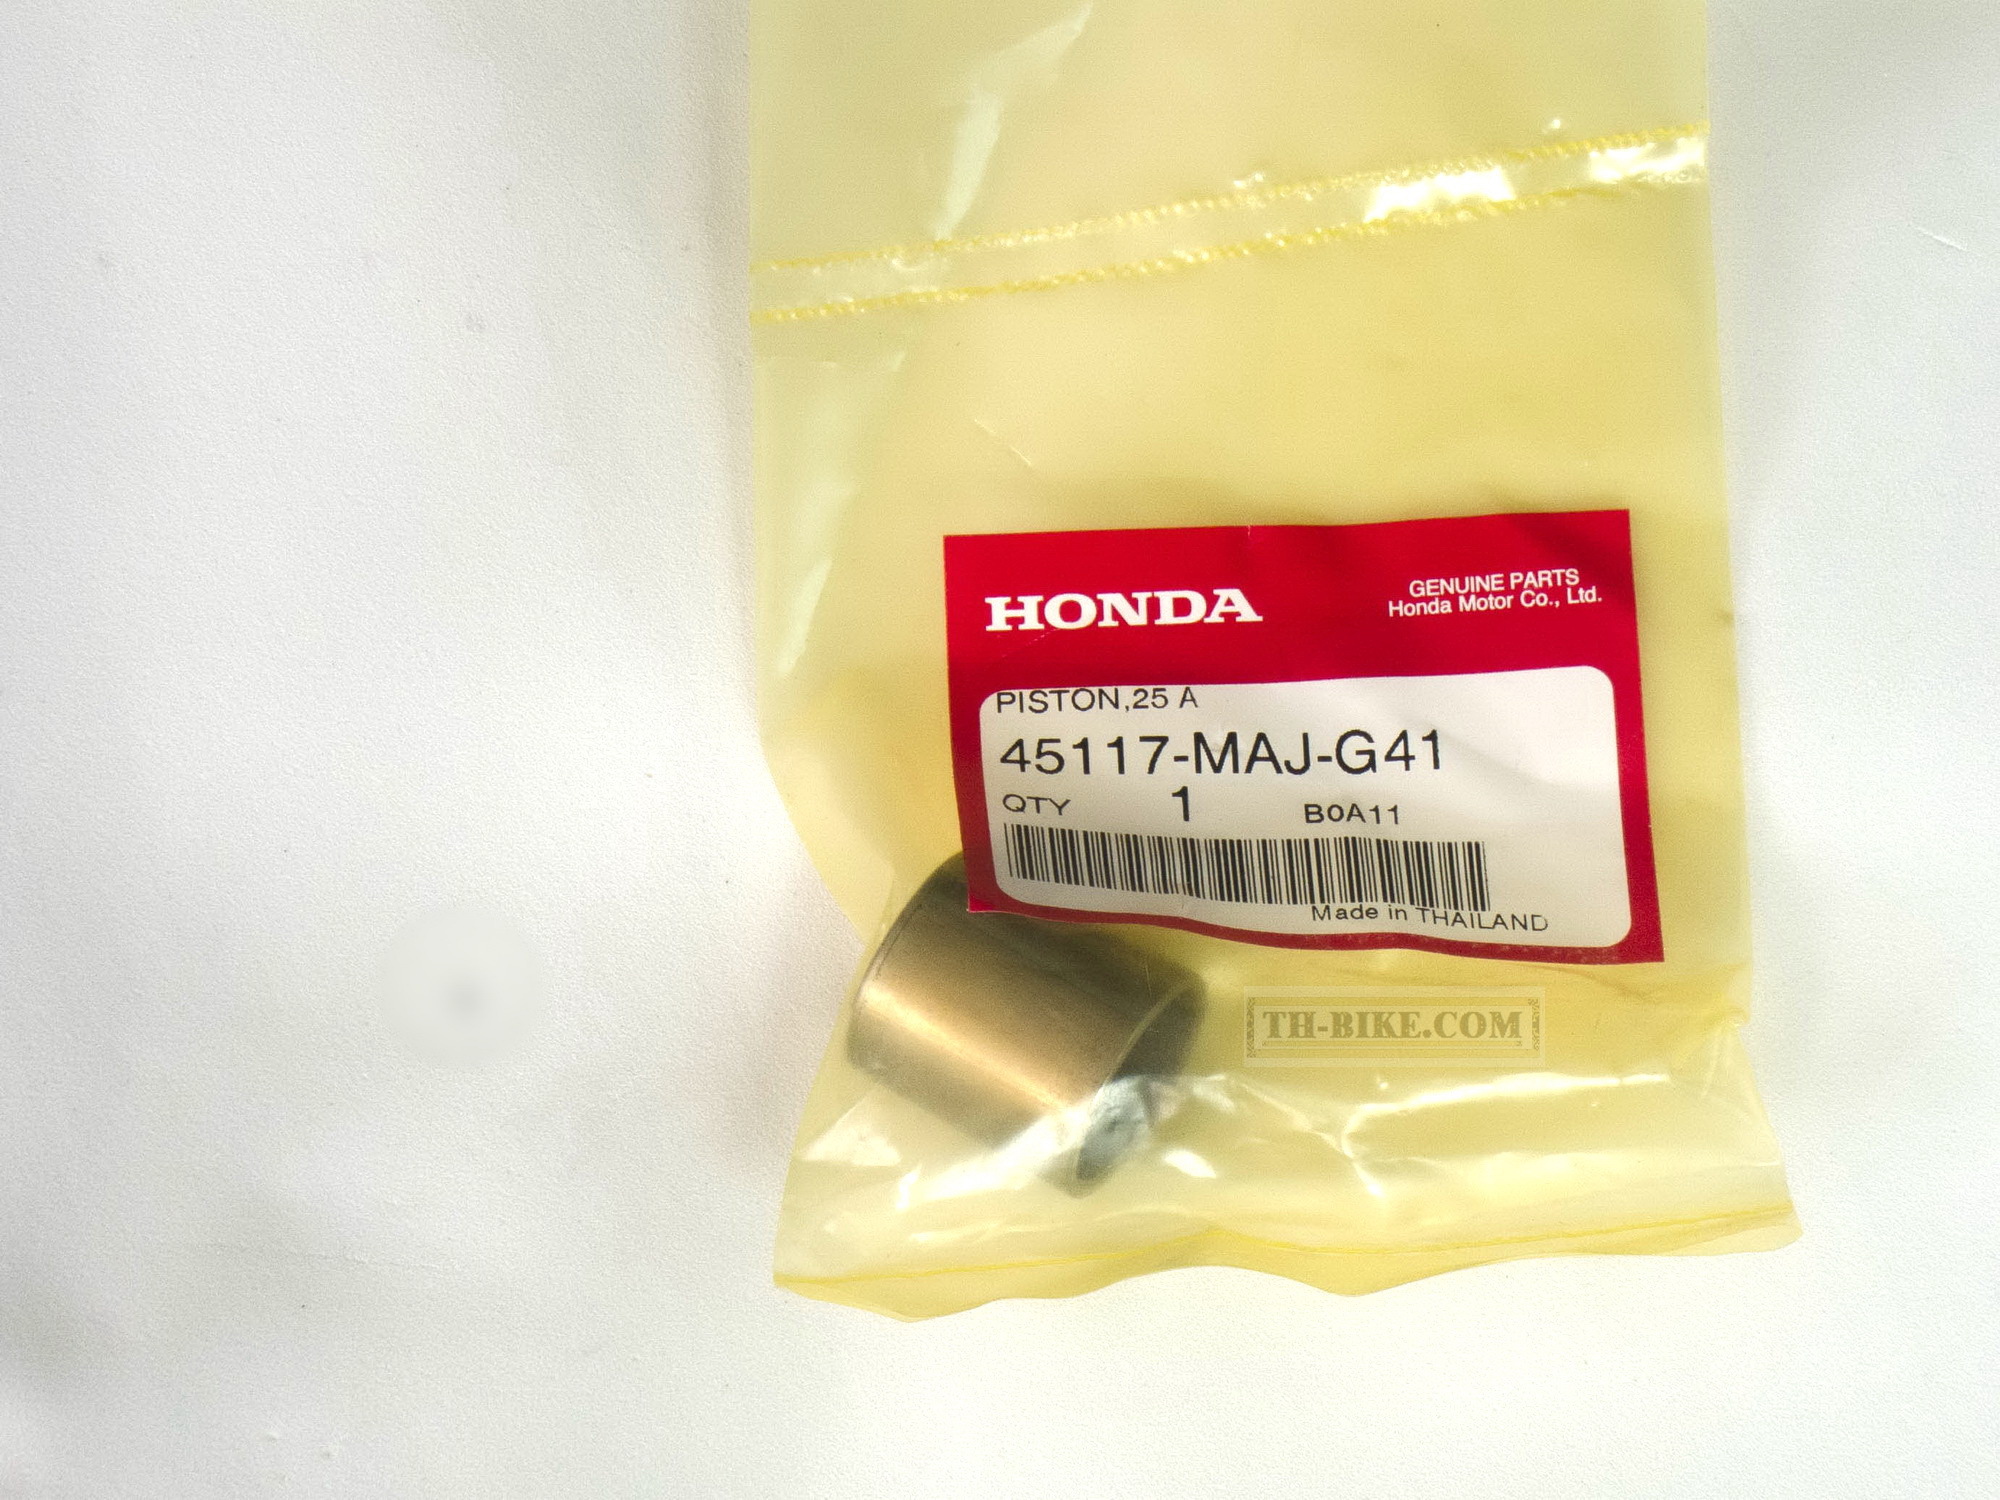 HONDA
GENUINE PARTS
Honda Motor Co., Ltd.
PISTON,25 A
45117-MAJ-G41
QTY 1 B0A11
Made in THAILAND
TH-BIKE.COM